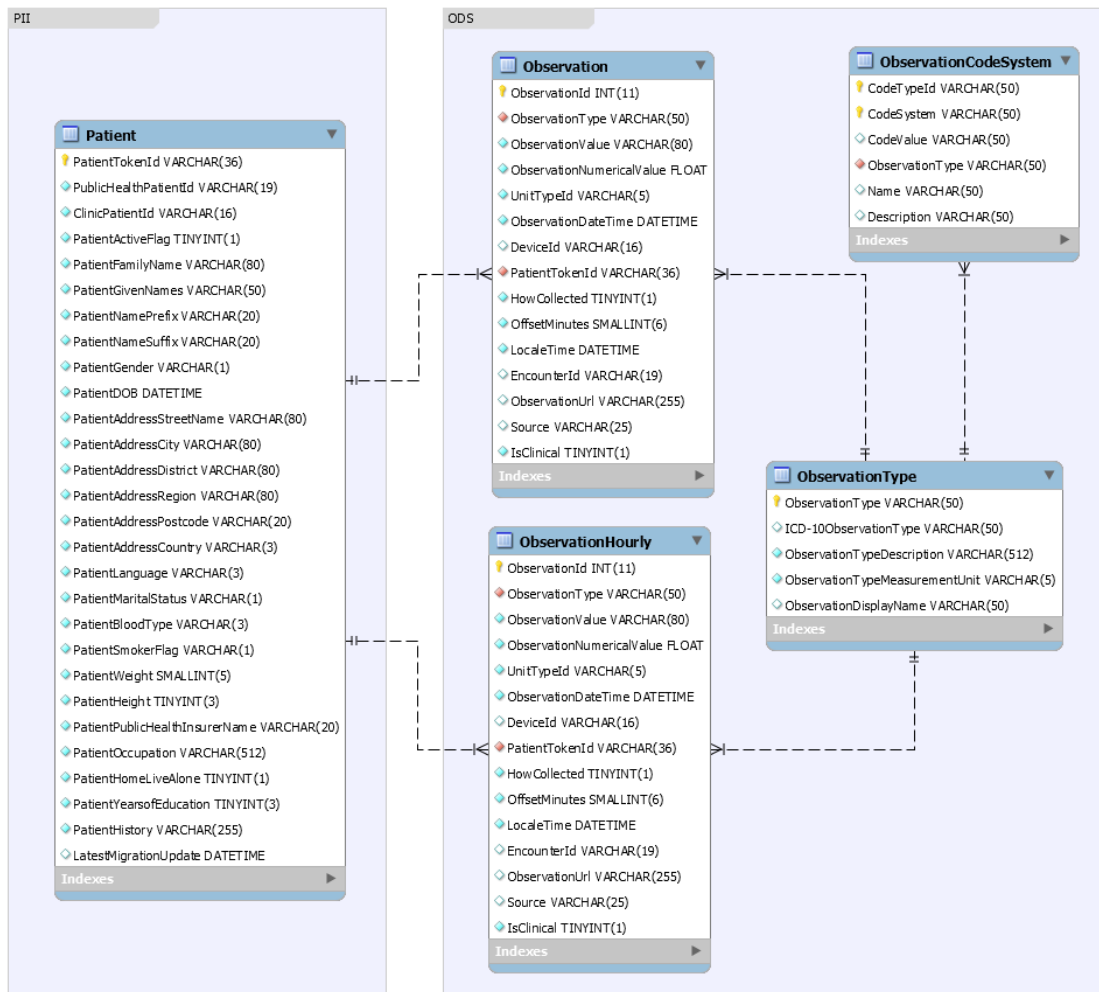 PII
Patient
PatientTokenId VARCHAR(36)
PublicHealthPatientId VARCHAR(19)
ClinicPatientId VARCHAR(16)
PatientActiveFlag TINYINT(1)
PatientFamilyName VARCHAR(80)
PatientGivenNames VARCHAR(50)
PatientNamePrefix VARCHAR(20)
PatientNameSuffix VARCHAR(20)
PatientGender VARCHAR(1)
PatientDOB DATETIME
PatientAddressStreetName VARCHAR(80)
PatientAddressCity VARCHAR(80)
PatientAddressDistrict VARCHAR(80)
PatientAddressRegion VARCHAR(80)
PatientAddressPostcode VARCHAR(20)
PatientAddressCountry VARCHAR(3)
PatientLanguage VARCHAR(3)
PatientMaritalStatus VARCHAR(1)
PatientBloodType VARCHAR(3)
PatientSmokerFlag VARCHAR(1)
PatientWeight SMALLINT(5)
PatientHeight TINYINT(3)
PatientPublicHealthInsurerName VARCHAR(20)
PatientOccupation VARCHAR(512)
PatientHomeLiveAlone TINYINT(1)
PatientYearsofEducation TINYINT(3)
PatientHistory VARCHAR(255)
LatestMigrationUpdate DATETIME
Indexes
ODS
Observation
ObservationId INT(11)
ObservationType VARCHAR(50)
ObservationValue VARCHAR(80)
ObservationNumericalValue FLOAT
UnitTypeId VARCHAR(5)
ObservationDateTime DATETIME
DeviceId VARCHAR(16)
PatientTokenId VARCHAR(36)
HowCollected TINYINT(1)
OffsetMinutes SMALLINT(6)
LocaleTime DATETIME
EncounterId VARCHAR(19)
ObservationUrl VARCHAR(255)
Source VARCHAR(25)
IsClinical TINYINT(1)
Indexes
ObservationCodeSystem
CodeTypeId VARCHAR(50)
CodeSystem VARCHAR(50)
CodeValue VARCHAR(50)
ObservationType VARCHAR(50)
Name VARCHAR(50)
Description VARCHAR(50)
Indexes
ObservationType
ObservationType VARCHAR(50)
ICD-10ObservationType VARCHAR(50)
ObservationTypeDescription VARCHAR(512)
ObservationTypeMeasurementUnit VARCHAR(5)
ObservationDisplayName VARCHAR(50)
Indexes
ObservationHourly
ObservationId INT(11)
ObservationType VARCHAR(50)
ObservationValue VARCHAR(80)
ObservationNumericalValue FLOAT
UnitTypeId VARCHAR(5)
ObservationDateTime DATETIME
DeviceId VARCHAR(16)
PatientTokenId VARCHAR(36)
HowCollected TINYINT(1)
OffsetMinutes SMALLINT(6)
LocaleTime DATETIME
EncounterId VARCHAR(19)
ObservationUrl VARCHAR(255)
Source VARCHAR(25)
IsClinical TINYINT(1)
Indexes